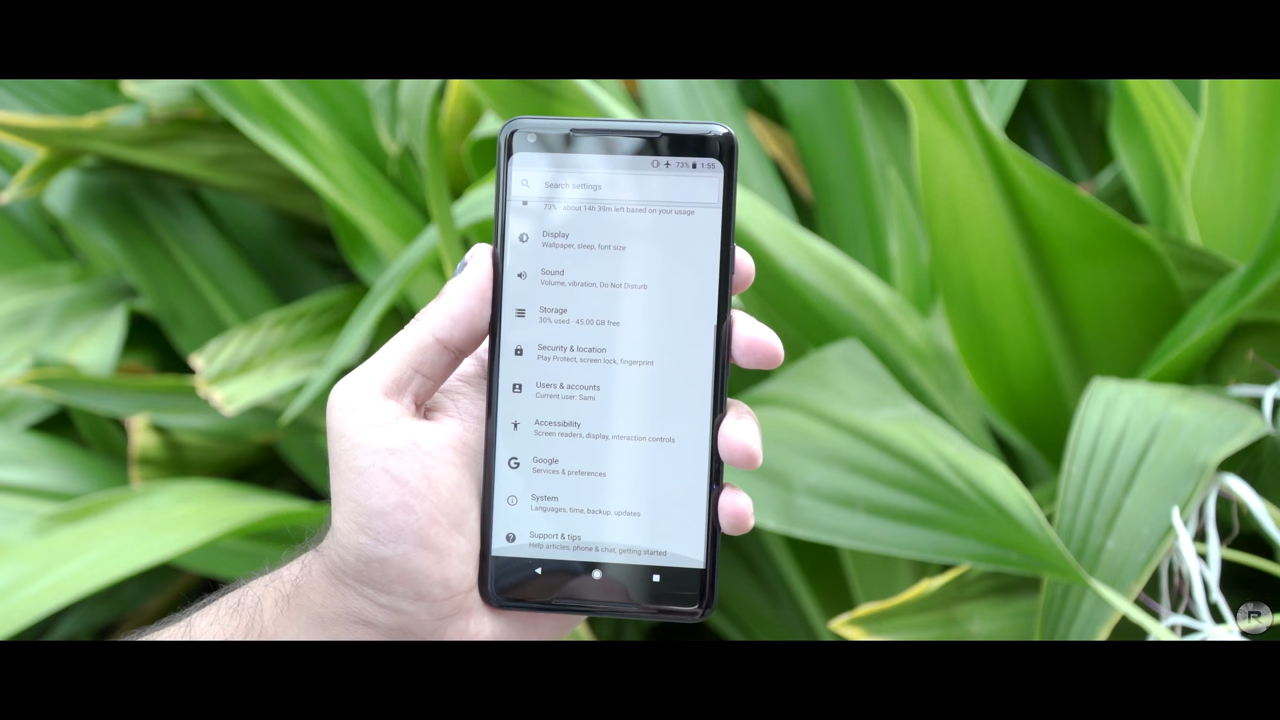 73% 1:55
Search settings
73% - about 14h 39m left based on your usage
Display
Wallpaper, sleep, font size
Sound
Volume, vibration, Do Not Disturb
Storage
30% used - 45.00 GB free
Security & location
Play Protect, screen lock, fingerprint
Users & accounts
Current user, Sami
Accessibility
Screen readers, display, interaction controls
G Google
Services & preferences
System
Languages, time, backup, updates
Support & tips
Help articles, phone & chat, getting started
R